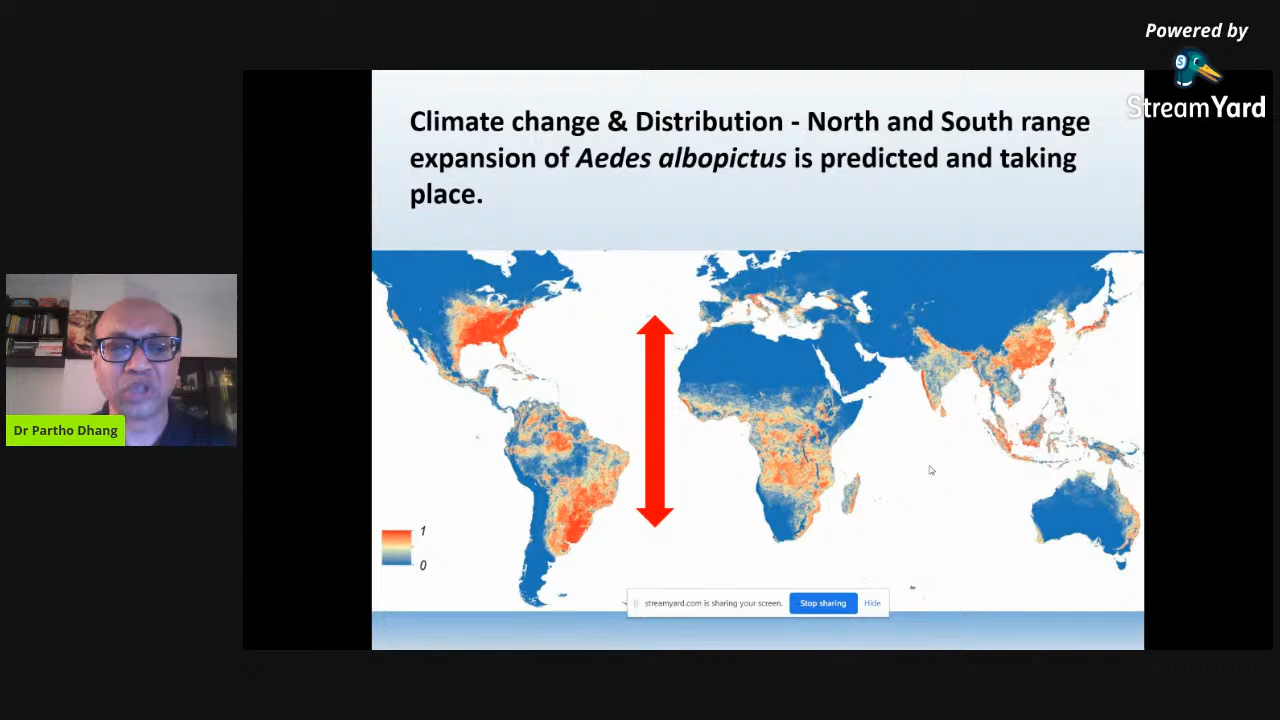 Powered by
StreamYard
Climate change & Distribution - North and South range
expansion of Aedes albopictus is predicted and taking
place.
Dr Partho Dhang
1
0
streamyard.com is sharing your screen.
Stop sharing
Hide